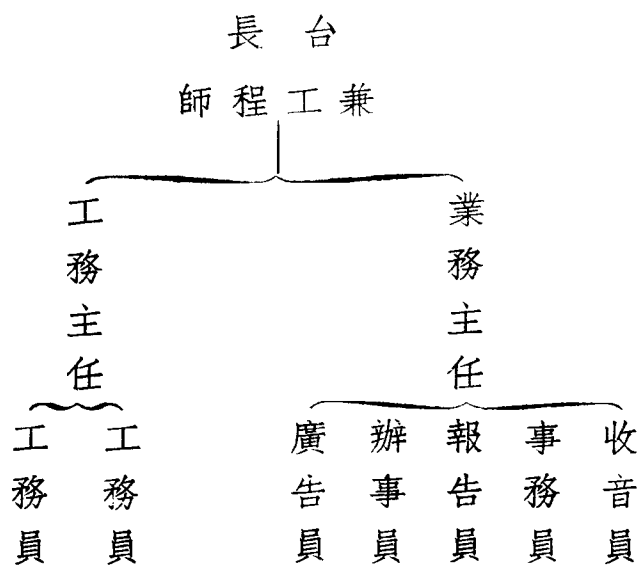 台長
兼工程師
業務主任
工務主任
收音員
事務員
報告員
辦事員
廣告員
工務員
工務員